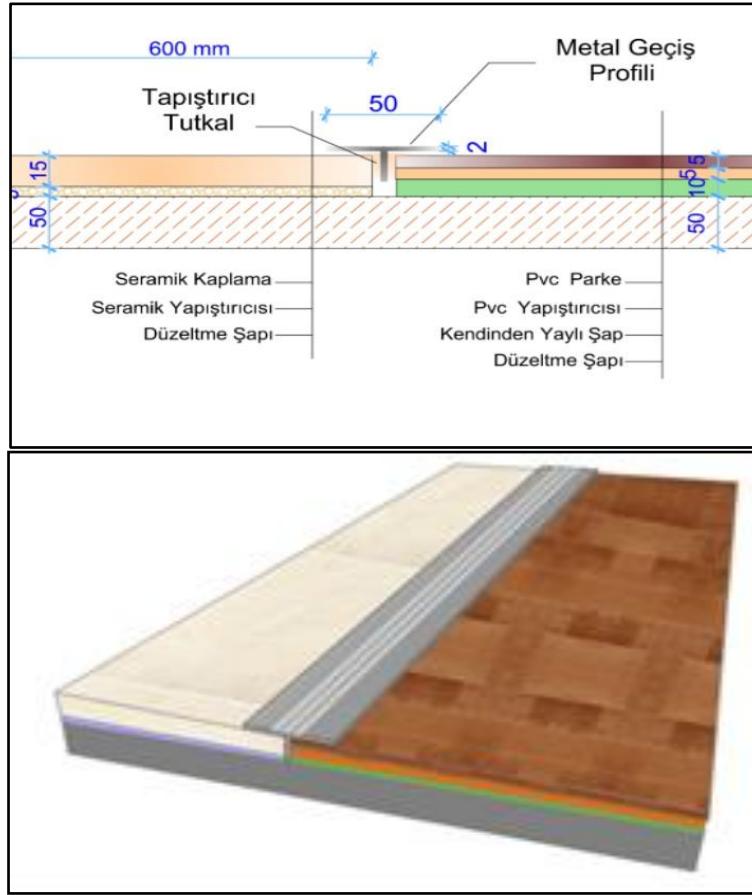 600 mm
Metal Geçiş
Profili
Tapıştırıcı
Tutkal
50
2
15
50
5
5
10
50
Seramik Kaplama
Seramik Yapıştırıcısı
Düzeltme Şapı
Pvc Parke
Pvc Yapıştırıcısı
Kendinden Yaylı Şap
Düzeltme Şapı